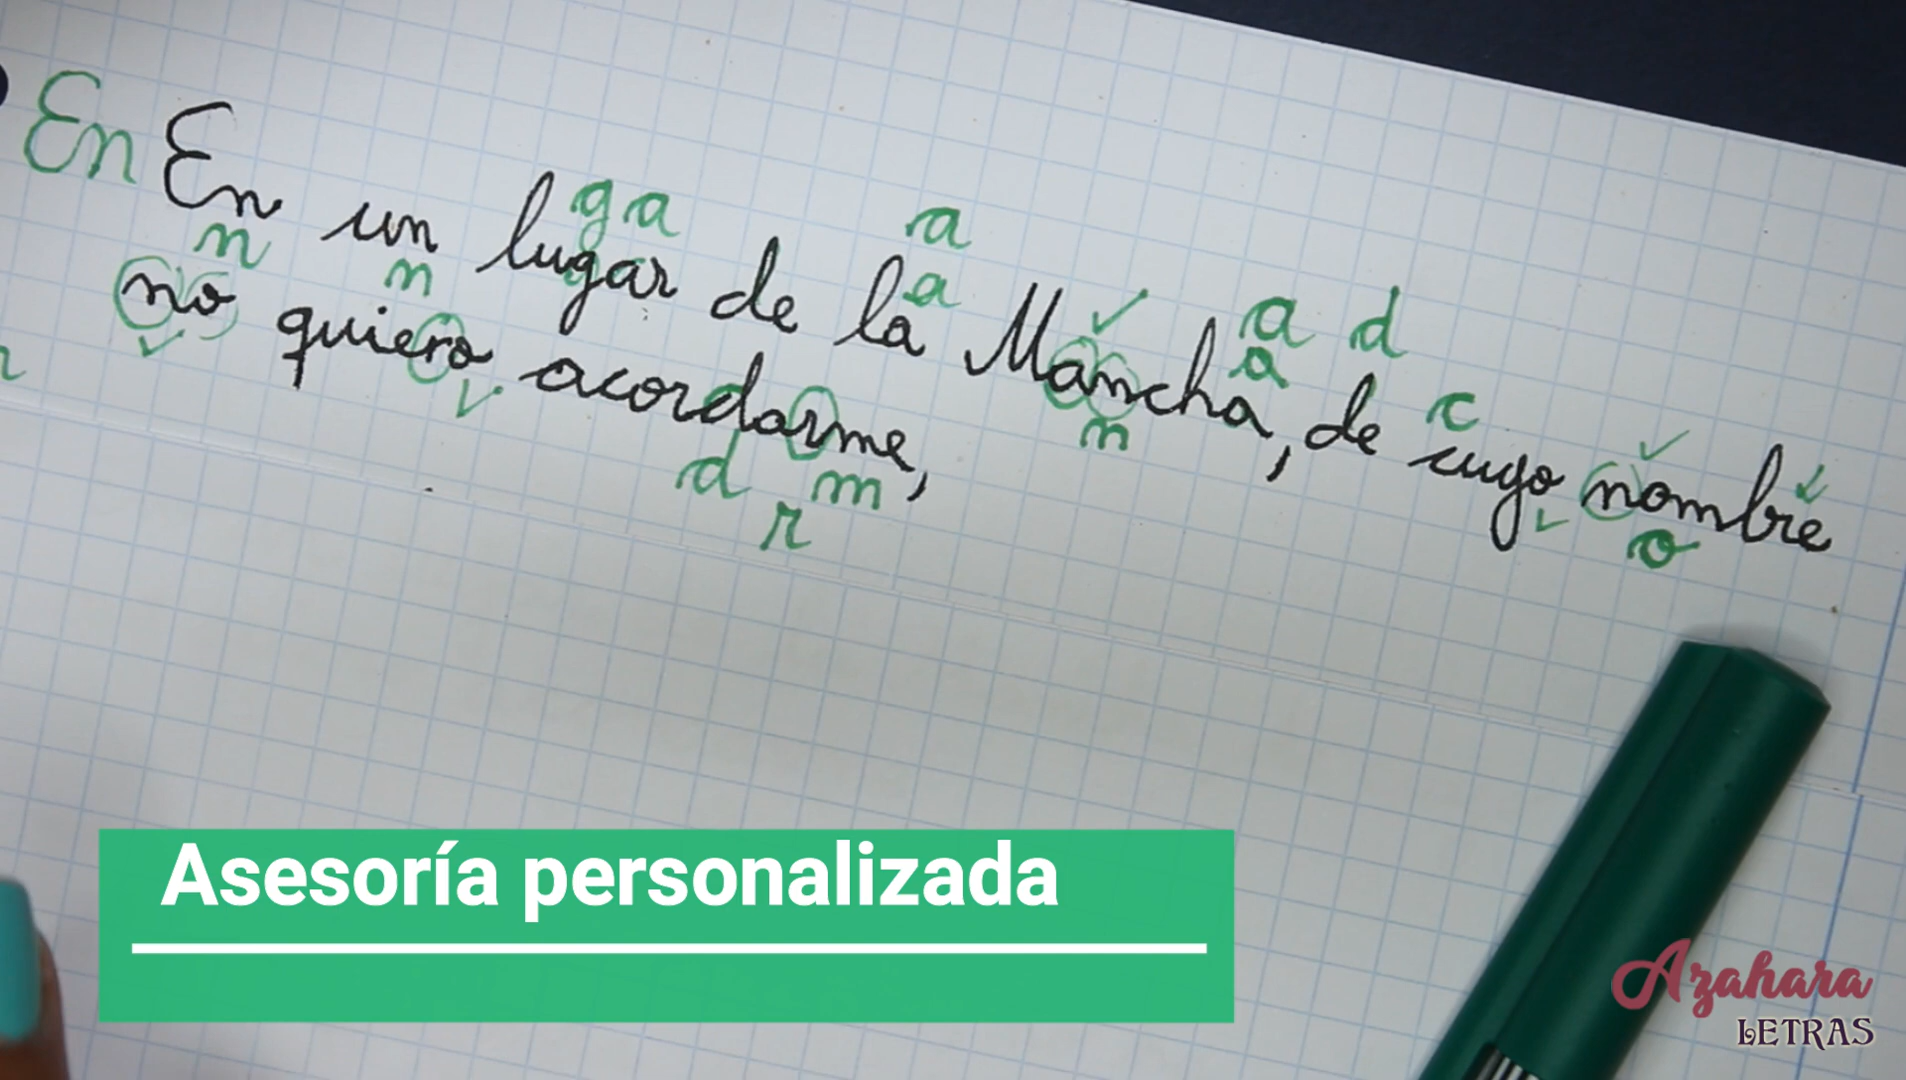 En
En un lugar de la Mancha, de cuyo nombre
no quiero acordarme,
g a
a
a
a d
a
c
n
n
n
o
d
m
r
Asesoría personalizada
Azahara
LETRAS